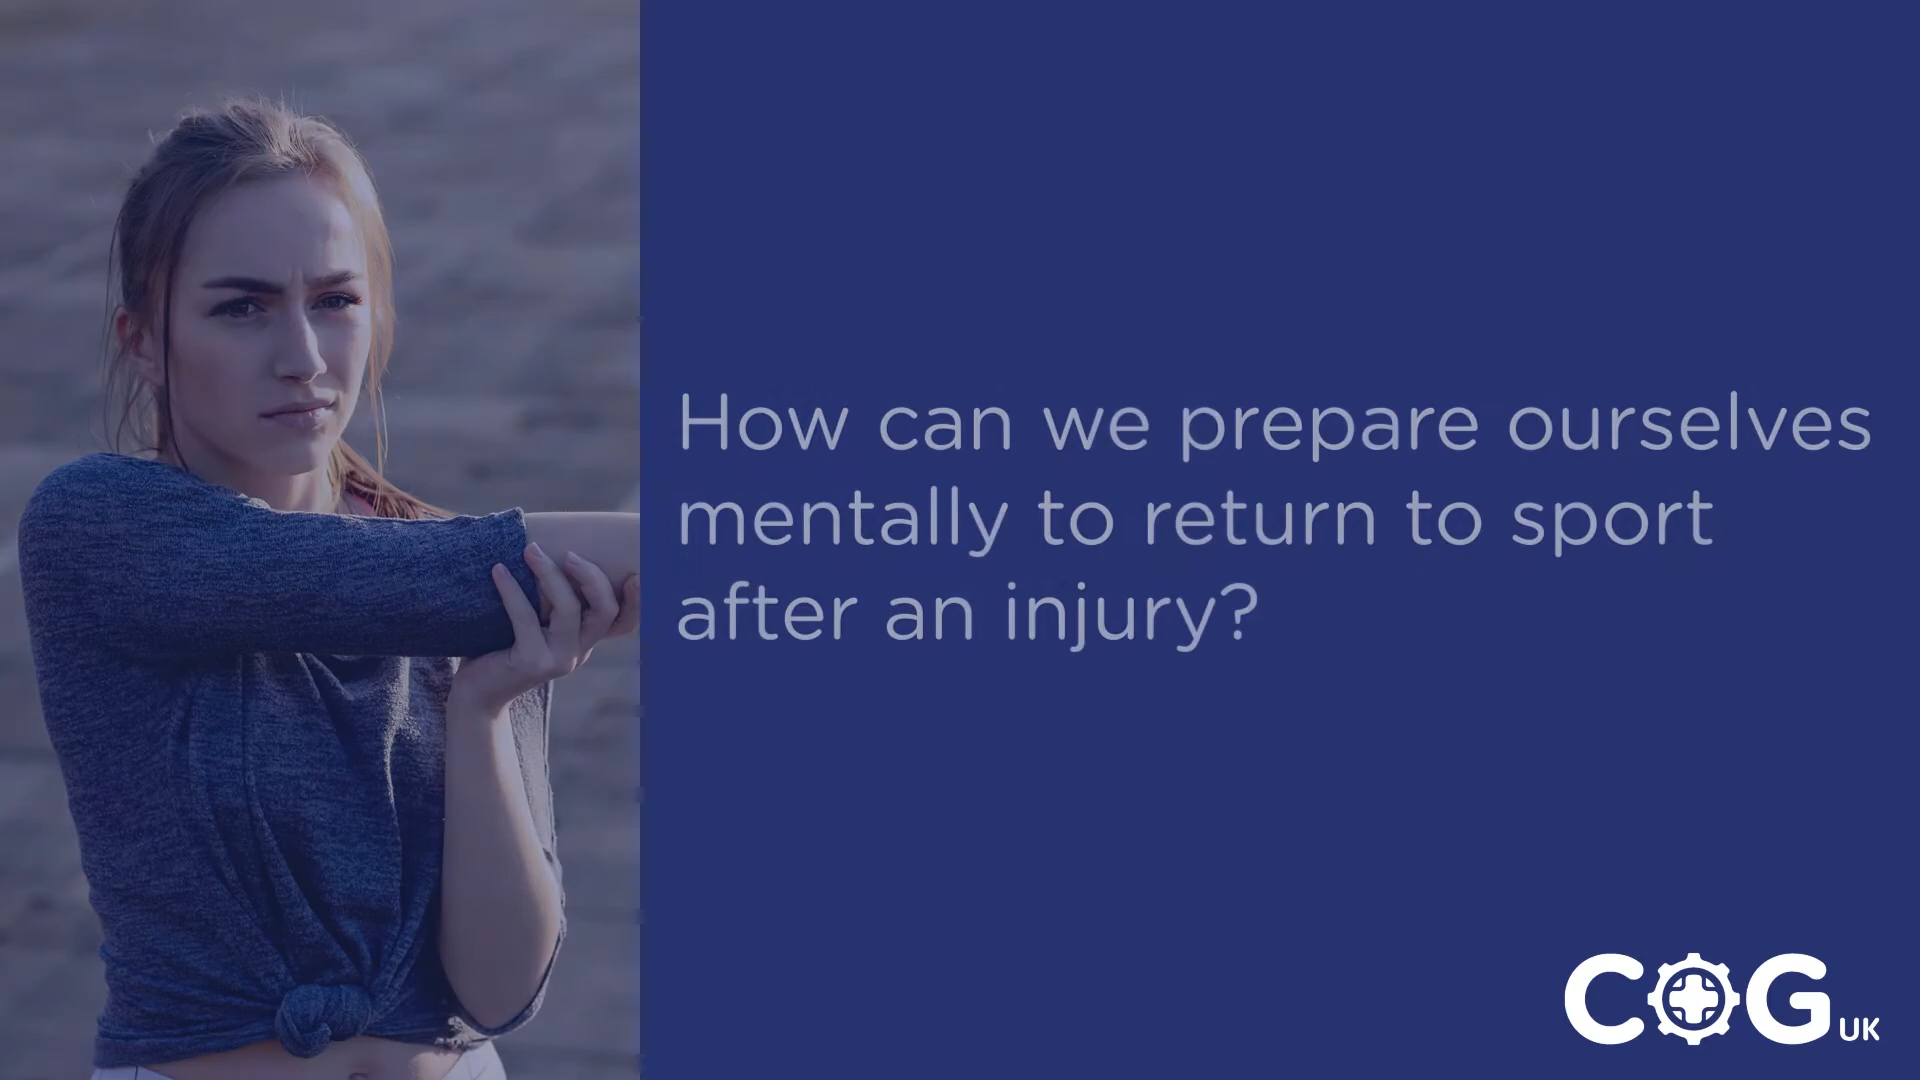 How can we prepare ourselves
mentally to return to sport
after an injury?
COG UK